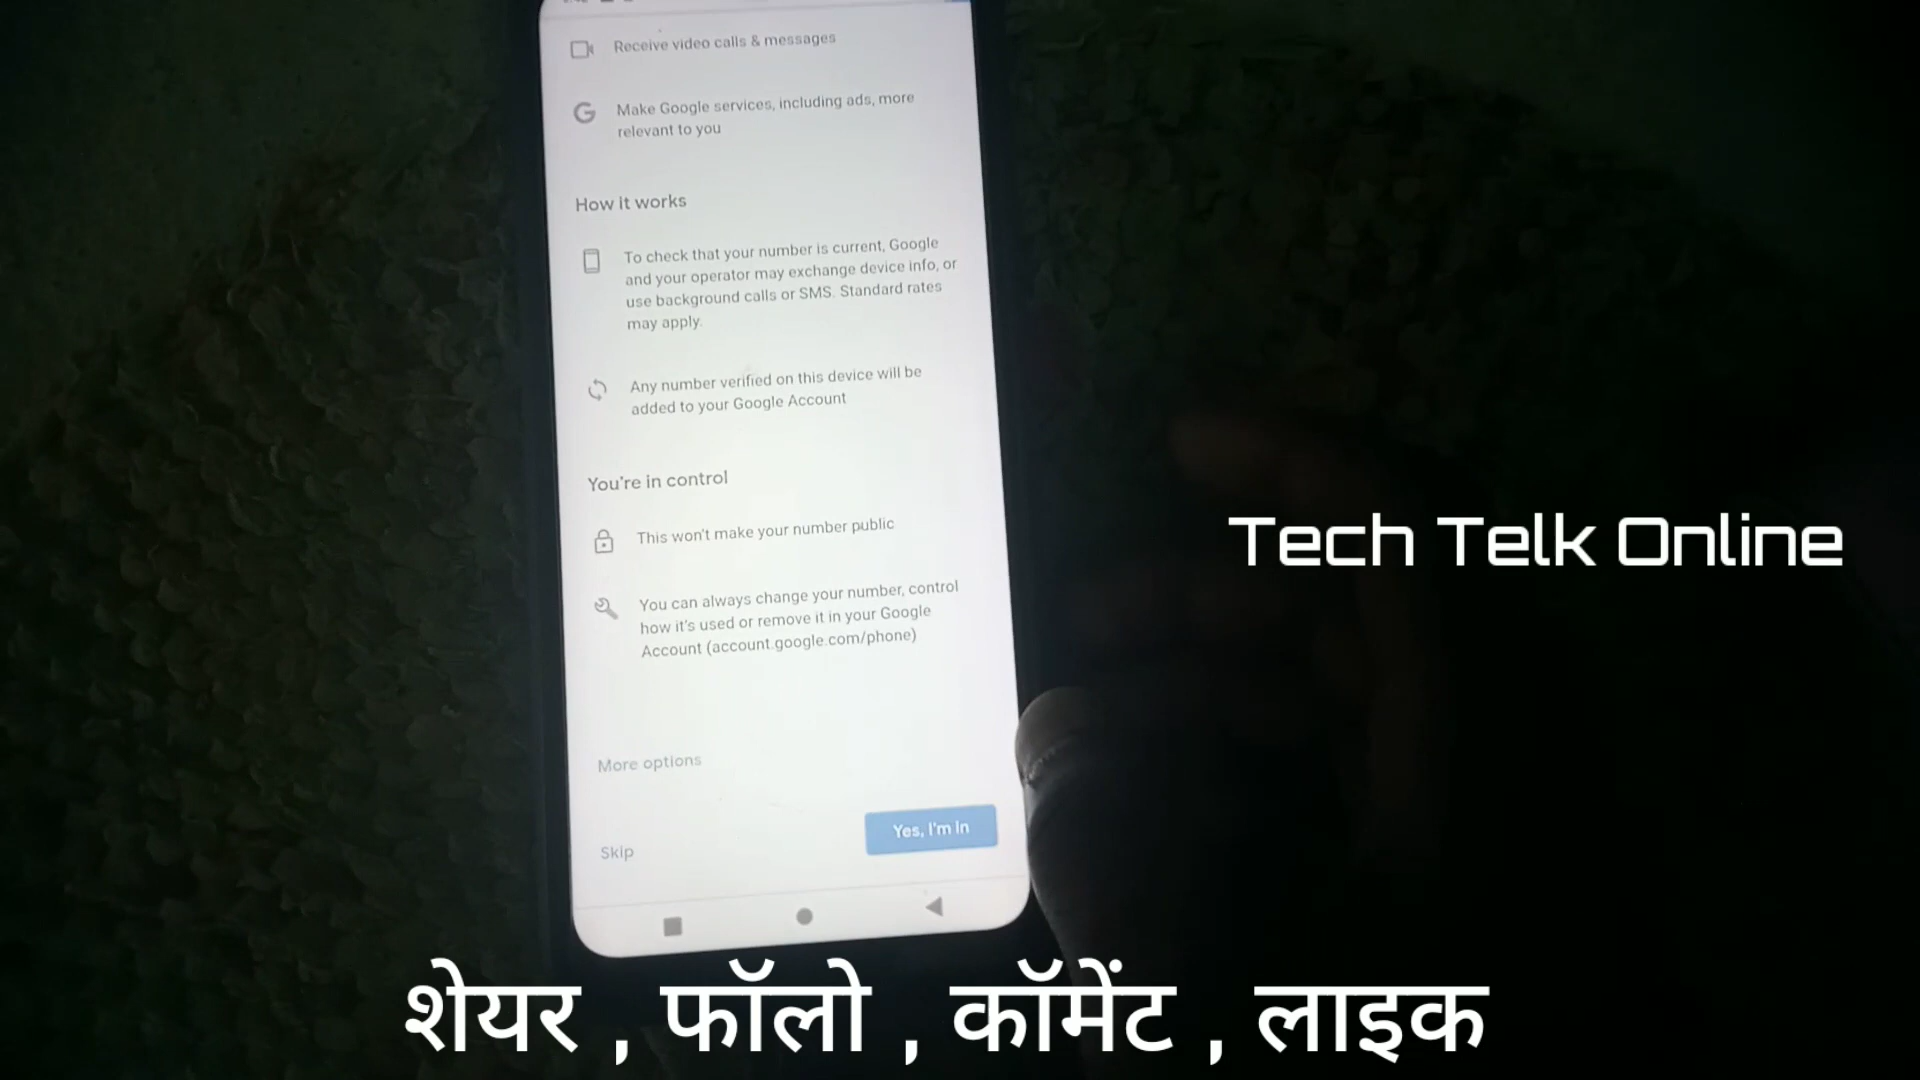 Receive video calls & messages
Make Google services, including ads, more
relevant to you
How it works
To check that your number is current, Google
and your operator may exchange device info, or
use background calls or SMS. Standard rates
may apply.
Any number verified on this device will be
added to your Google Account
You're in control
This won't make your number public
You can always change your number, control
how it's used or remove it in your Google
Account (account.google.com/phone)
More options
Yes, I'm in
Skip
Tech Telk Online
शेयर , फॉलो , कॉमेंट , लाइक